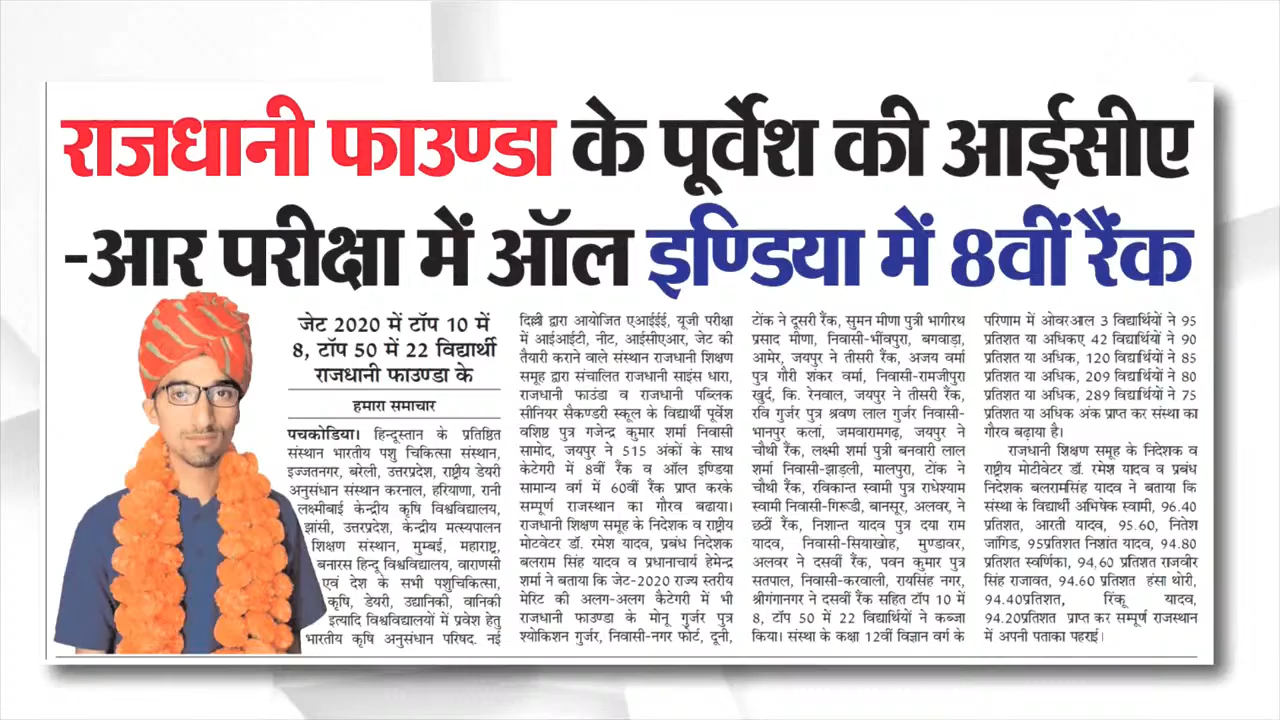 राजधानी फाउण्डा के पूर्वेश की आईसीए
-आर परीक्षा में ऑल इण्डिया में 8वीं रैंक
जेट 2020 में टॉप 10 में
8, टॉप 50 में 22 विद्यार्थी
राजधानी फाउण्डा के
हमारा समाचार
पचकोडिया। हिन्दूस्तान के प्रतिष्ठित
संस्थान भारतीय पशु चिकित्सा संस्थान,
इज्जतनगर, बरेली, उत्तरप्रदेश, राष्ट्रीय डेयरी
अनुसंधान संस्थान करनाल, हरियाणा, रानी
लक्ष्मीबाई केन्द्रीय कृषि विश्वविद्यालय,
झांसी, उत्तरप्रदेश, केन्द्रीय मत्स्यपालन
शिक्षण संस्थान, मुम्बई, महाराष्ट्र,
बनारस हिन्दू विश्वविद्यालय, वाराणसी
एवं देश के सभी पशुचिकित्सा,
कृषि, डेयरी, उद्यानिकी, वानिकी
इत्यादि विश्वविद्यालयों में प्रवेश हेतु
भारतीय कृषि अनुसंधान परिषद. नई
दिल्ली द्वारा आयोजित एआईईई, यूजी परीक्षा
में आईआईटी, नीट, आईसीएआर, जेट की
तैयारी कराने वाले संस्थान राजधानी शिक्षण
समूह द्वारा संचालित राजधानी साइंस धारा,
राजधानी फाउंडा व राजधानी पब्लिक
सीनियर सैकण्डरी स्कूल के विद्यार्थी पूर्वेश
वशिष्ठ पुत्र गजेन्द्र कुमार शर्मा निवासी
सामोद, जयपुर ने 515 अंकों के साथ
केटेगरी में 8वीं रैंक व ऑल इण्डिया
सामान्य वर्ग में 60वीं रैंक प्राप्त करके
सम्पूर्ण राजस्थान का गौरव बढाया।
राजधानी शिक्षण समूह के निदेशक व राष्ट्रीय
मोटवेटर डॉ. रमेश यादव, प्रबंध निदेशक
बलराम सिंह यादव व प्रधानाचार्य हेमेन्द्र
शर्मा ने बताया कि जेट-2020 राज्य स्तरीय
मेरिट की अलग-अलग केटेगरी में भी
राजधानी फाउण्डा के मोनू गुर्जर पुत्र
श्योकिशन गुर्जर, निवासी-नगर फोर्ट, दूनी,
टोंक ने दूसरी रैंक, सुमन मीणा पुत्री भागीरथ
प्रसाद मीणा, निवासी-भींवपुरा, बगवाड़ा,
आमेर, जयपुर ने तीसरी रैंक, अजय वर्मा
पुत्र गौरी शंकर वर्मा, निवासी-रामजीपुरा
खुर्द, कि. रेनवाल, जयपुर ने तीसरी रैंक,
रवि गुर्जर पुत्र श्रवण लाल गुर्जर निवासी-
भानपुर कलां, जमवारामगढ़, जयपुर ने
चौथी रैंक, लक्ष्मी शर्मा पुत्री बनवारी लाल
शर्मा निवासी-झाड़ली, मालपुरा, टोंक ने
चौथी रैंक, रविकान्त स्वामी पुत्र राधेश्याम
स्वामी निवासी-गिरूडी, बानसूर, अलवर, ने
छठीं रैंक, निशान्त यादव पुत्र दया राम
यादव, निवासी-सियाखोह, मुण्डावर,
अलवर ने दसवीं रैंक, पवन कुमार पुत्र
सतपाल, निवासी-करवाली, रायसिंह नगर,
श्रीगंगानगर ने दसवीं रैंक सहित टॉप 10 में
8, टॉप 50 में 22 विद्यार्थीयों ने कब्जा
किया। संस्था के कक्षा 12वीं विज्ञान वर्ग के
परिणाम में ओवरआल 3 विद्यार्थियों ने 95
प्रतिशत या अधिकए 42 विद्यार्थियों ने 90
प्रतिशत या अधिक, 120 विद्यार्थियों ने 85
प्रतिशत या अधिक, 209 विद्यार्थियों ने 80
प्रतिशत या अधिक, 289 विद्यार्थियों ने 75
प्रतिशत या अधिक अंक प्राप्त कर संस्था का
गौरव बढ़ाया है।
राजधानी शिक्षण समूह के निदेशक व
राष्ट्रीय मोटीवेटर डॉ. रमेश यादव व प्रबंध
निदेशक बलरामसिंह यादव ने बताया कि
संस्था के विद्यार्थी अभिषेक स्वामी, 96.40
प्रतिशत, आरती यादव, 95.60, नितेश
जांगिड, 95प्रतिशत निशांत यादव, 94.80
प्रतिशत स्वर्णिका, 94.60 प्रतिशत राजवीर
सिंह राजावत, 94.60 प्रतिशत हंसा थोरी,
94.40प्रतिशत, रिंकू यादव,
94.20प्रतिशत प्राप्त कर सम्पूर्ण राजस्थान
में अपनी पताका पहराई।